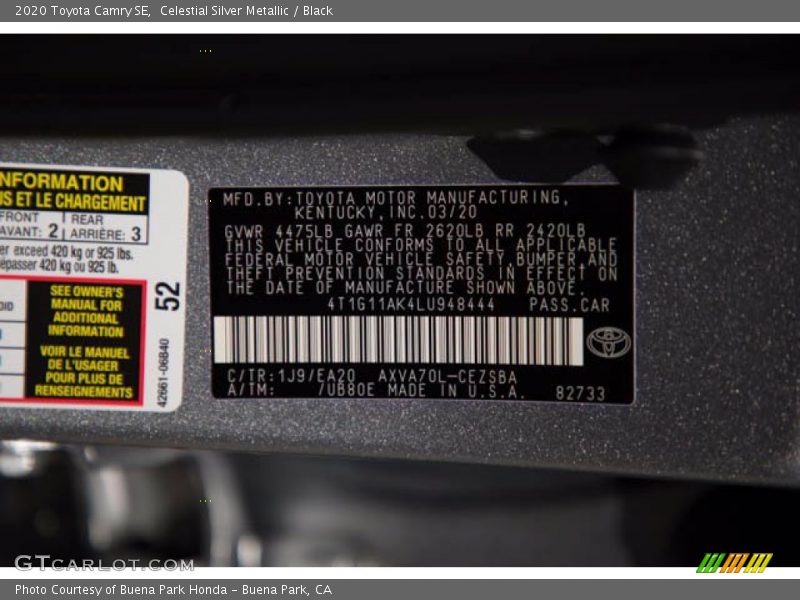 2020 Toyota Camry SE,  Celestial Silver Metallic / Black
NFORMATION
US ET LE CHARGEMENT
FRONT
AVANT: 2
REAR
ARRIÈRE: 3
er exceed 420 kg or 925 lbs.
épasser 420 kg ou 925 lb.
SEE OWNER'S
MANUAL FOR
ADDITIONAL
INFORMATION
VOIR LE MANUEL
DE L'USAGER
POUR PLUS DE
RENSEIGNEMENTS
52
42661-06B40
MFD.BY:TOYOTA MOTOR MANUFACTURING,
KENTUCKY,INC.03/20
GVWR 4475LB GAWR FR 2620LB RR 2420LB
THIS VEHICLE CONFORMS TO ALL APPLICABLE
FEDERAL MOTOR VEHICLE SAFETY,BUMPER AND
THEFT PREVENTION STANDARDS IN EFFECT ON
THE DATE OF MANUFACTURE SHOWN ABOVE.
4T1G11AK4LU948444 PASS.CAR
C/TR:1J9/EA20 AXVA70L-CEZSBA
A/TM: /UB80E MADE IN U.S.A. 82733
GTCARLOT.COM
Photo Courtesy of Buena Park Honda - Buena Park, CA